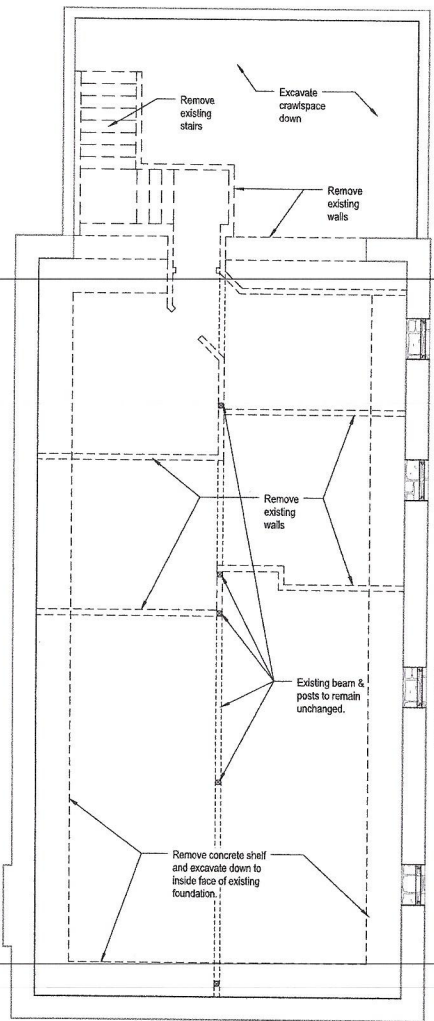 Remove
existing
stairs
Excavate
crawlspace
down
Remove
existing
walls
Remove
existing
walls
Existing beam &
posts to remain
unchanged.
Remove concrete shelf
and excavate down to
inside face of existing
foundation.